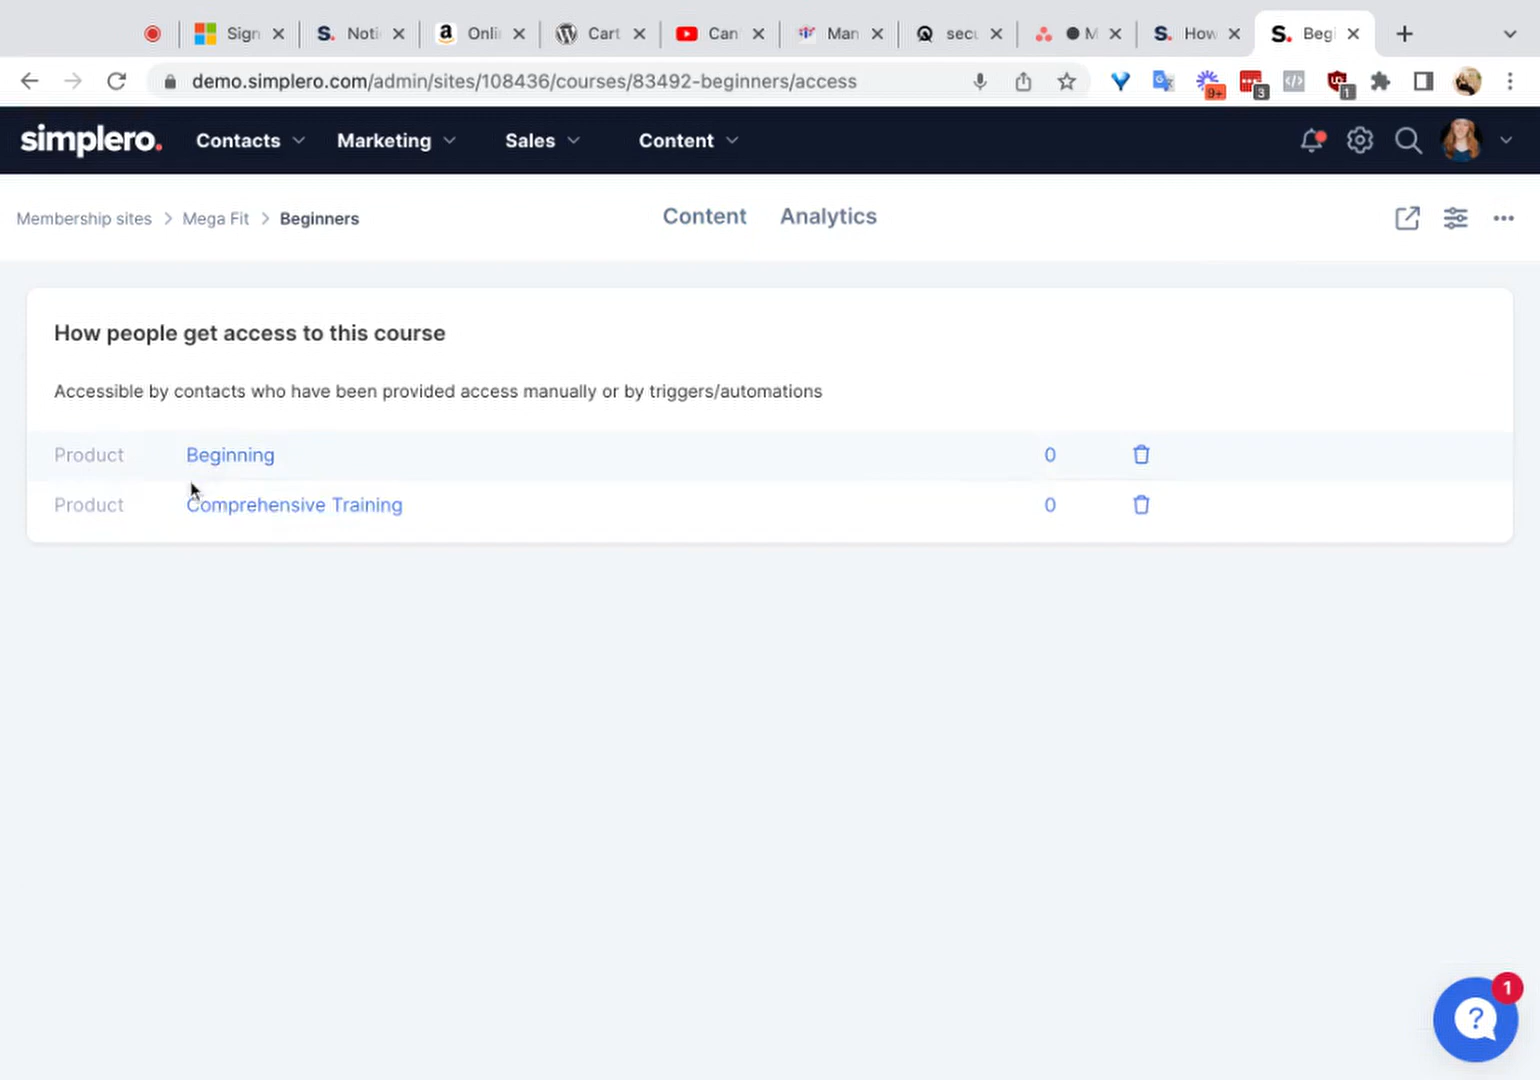 Sign
S. Noti
Onli
Cart
Can
Man
secu
M
S. How
S. Begi
demo.simplero.com/admin/sites/108436/courses/83492-beginners/access
9+
3
1
simplero.
Contacts
Marketing
Sales
Content
Membership sites > Mega Fit > Beginners
Content
Analytics
How people get access to this course
Accessible by contacts who have been provided access manually or by triggers/automations
Product Beginning 0
Product Comprehensive Training 0
1
?